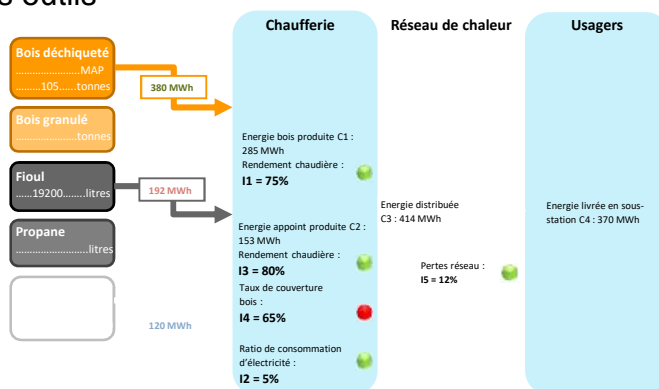 s outils
Chaufferie
Réseau de chaleur
Usagers
Bois déchiqueté
......................MAP
.........105......tonnes
380 MWh
Bois granulé
.....................tonnes
Energie bois produite C1 :
285 MWh
Rendement chaudière :
I1 = 75%
Fioul
......19200........litres
192 MWh
Energie distribuée
C3 : 414 MWh
Energie livrée en sous-
station C4 : 370 MWh
Propane
.........................litres
Energie appoint produite C2 :
153 MWh
Rendement chaudière :
I3 = 80%
Pertes réseau :
I5 = 12%
Taux de couverture
bois :
I4 = 65%
120 MWh
Ratio de consommation
d'électricité :
I2 = 5%